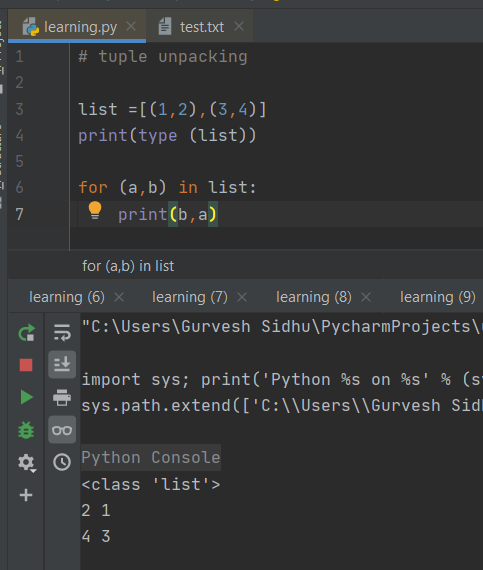 learning.py
test.txt
1 # tuple unpacking
2
3 list =[(1,2),(3,4)]
4 print(type (list))
5
6 for (a,b) in list:
7 print(b,a)
for (a,b) in list
learning (6) learning (7) learning (8) learning (9)
"C:\Users\Gurvesh Sidhu\PycharmProjects\
import sys; print('Python %s on %s' % (s
sys.path.extend(['C:\\Users\\Gurvesh Sid
Python Console
<class 'list'>
2 1
4 3